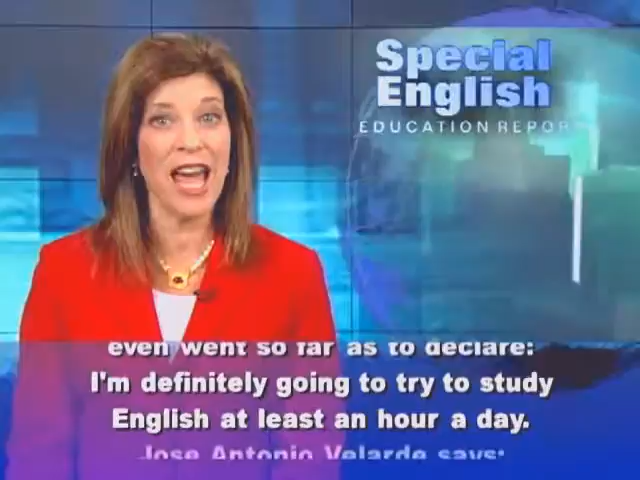 Special
English
EDUCATION REPORT
even went so far as to declare:
I'm definitely going to try to study
English at least an hour a day.
Jose Antonio Velarde says: